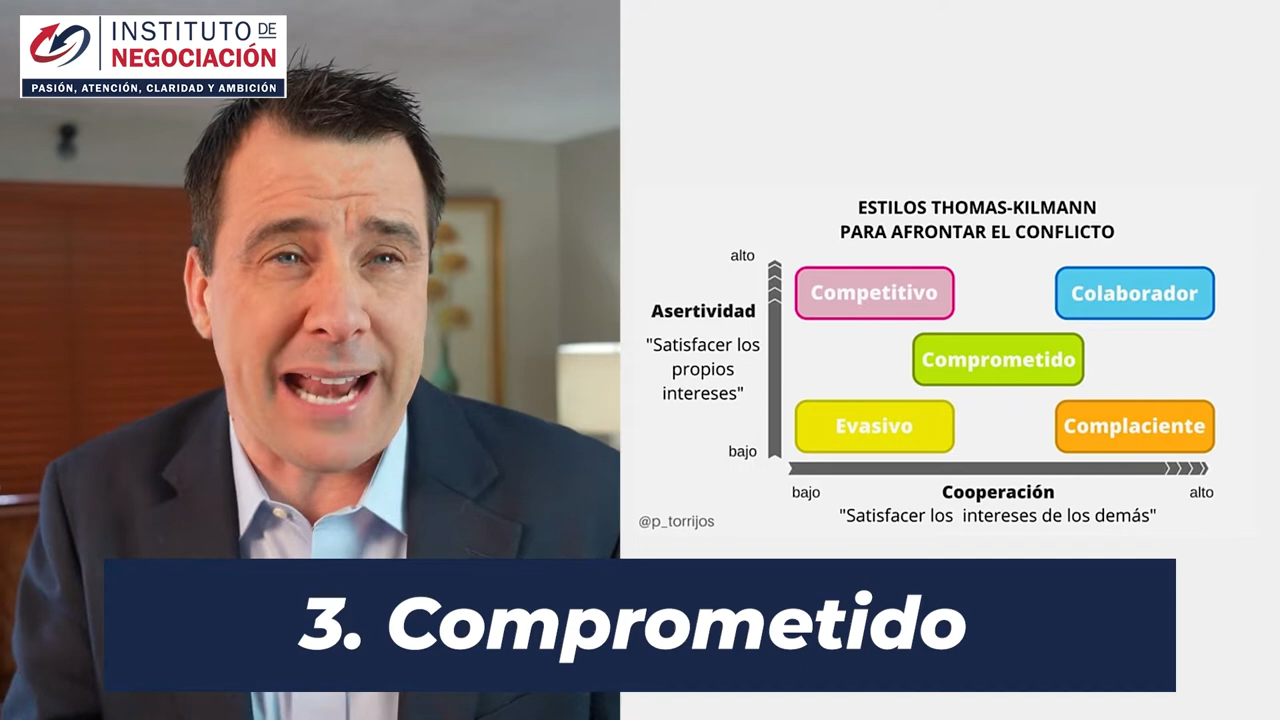 INSTITUTO DE
NEGOCIACIÓN
PASIÓN, ATENCIÓN, CLARIDAD Y AMBICIÓN
ESTILOS THOMAS-KILMANN
PARA AFRONTAR EL CONFLICTO
alto
Asertividad
"Satisfacer los
propios
intereses"
bajo
Competitivo
Colaborador
Comprometido
Evasivo
Complaciente
bajo
Cooperación
alto
"Satisfacer los intereses de los demás"
@p_torrijos
3. Comprometido